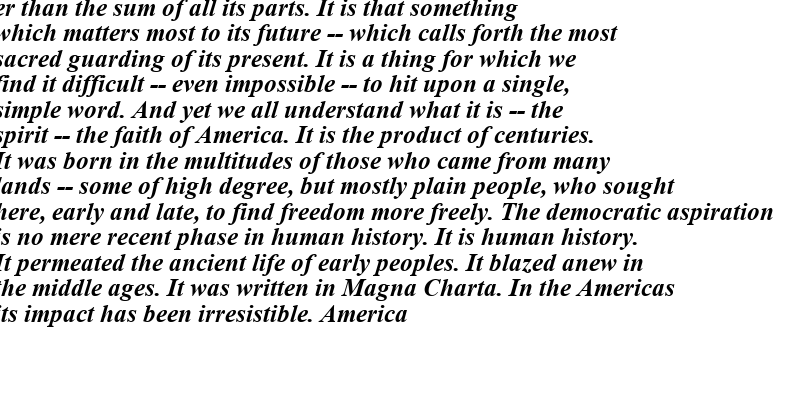 er than the sum of all its parts. It is that something
which matters most to its future -- which calls forth the most
sacred guarding of its present. It is a thing for which we
find it difficult -- even impossible -- to hit upon a single,
simple word. And yet we all understand what it is -- the
spirit -- the faith of America. It is the product of centuries.
It was born in the multitudes of those who came from many
lands -- some of high degree, but mostly plain people, who sought
here, early and late, to find freedom more freely. The democratic aspiration
is no mere recent phase in human history. It is human history.
It permeated the ancient life of early peoples. It blazed anew in
the middle ages. It was written in Magna Charta. In the Americas
its impact has been irresistible. America